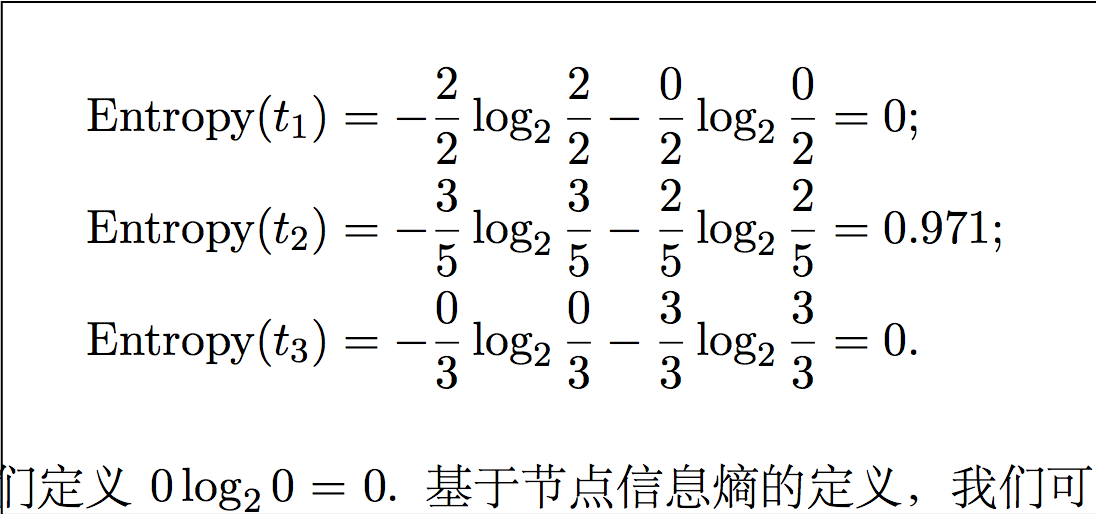 Entropy(t₁) = −2/2 log₂ 2/2 − 0/2 log₂ 0/2 = 0;
Entropy(t₂) = −3/5 log₂ 3/5 − 2/5 log₂ 2/5 = 0.971;
Entropy(t₃) = −0/3 log₂ 0/3 − 3/3 log₂ 3/3 = 0.
们定义 0 log₂ 0 = 0. 基于节点信息熵的定义，我们可